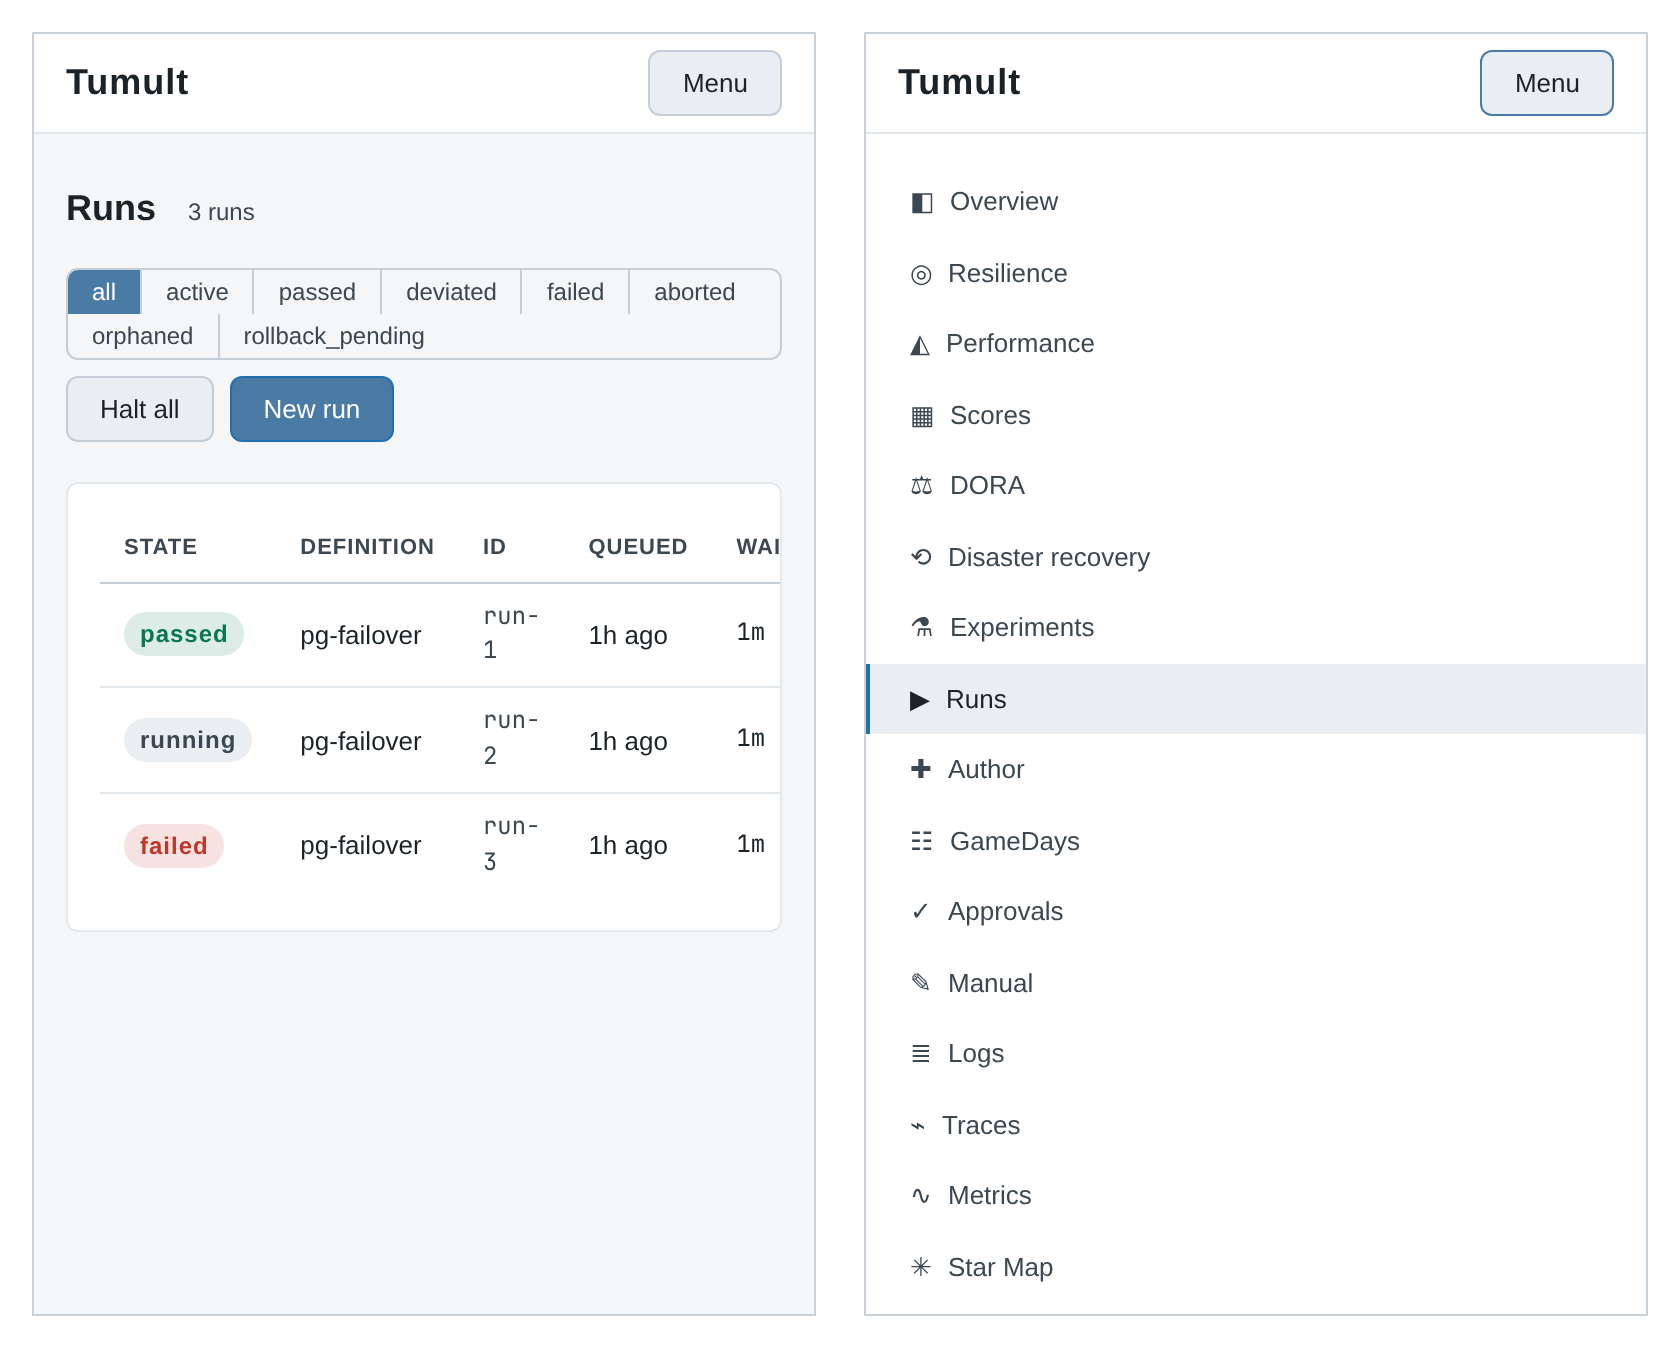 Tumult
Menu
Runs 3 runs
all active passed deviated failed aborted
orphaned rollback_pending
Halt all New run
STATE DEFINITION ID QUEUED WAI
passed pg-failover run-1 1h ago 1m
running pg-failover run-2 1h ago 1m
failed pg-failover run-3 1h ago 1m
Tumult
Menu
Overview
Resilience
Performance
Scores
DORA
Disaster recovery
Experiments
Runs
Author
GameDays
Approvals
Manual
Logs
Traces
Metrics
Star Map